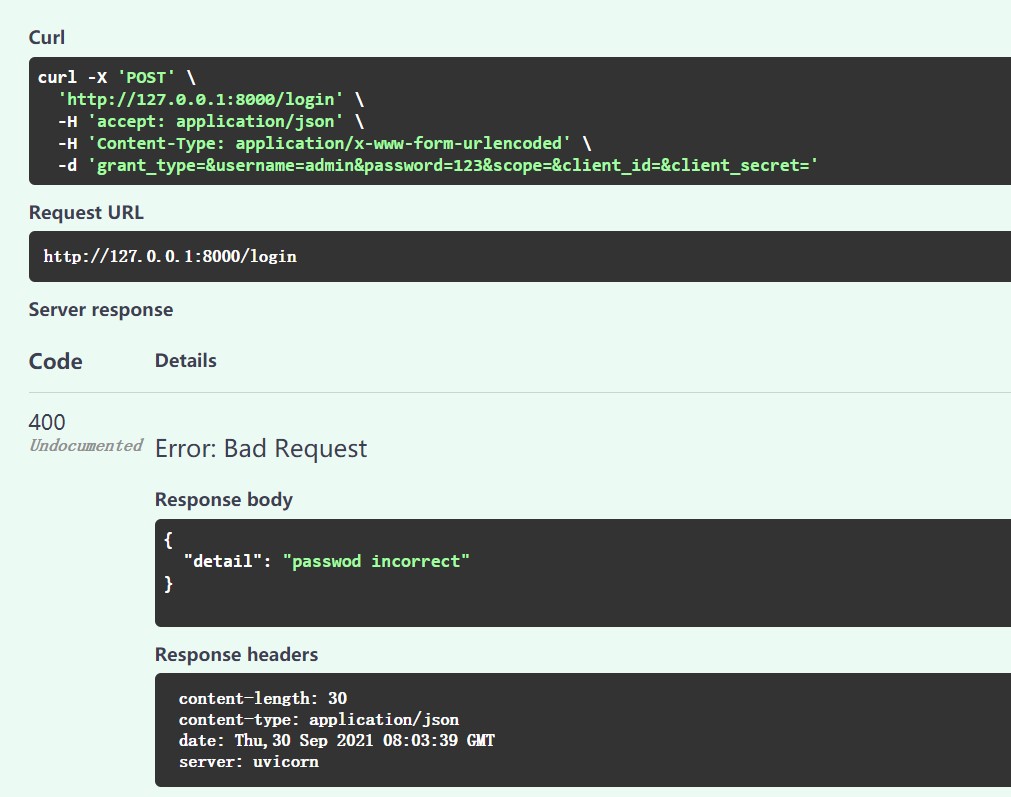 Curl
curl -X 'POST' \
'http://127.0.0.1:8000/login' \
-H 'accept: application/json' \
-H 'Content-Type: application/x-www-form-urlencoded' \
-d 'grant_type=&username=admin&password=123&scope=&client_id=&client_secret='
Request URL
http://127.0.0.1:8000/login
Server response
Code Details
400
Undocumented
Error: Bad Request
Response body
{
"detail": "passwod incorrect"
}
Response headers
content-length: 30
content-type: application/json
date: Thu,30 Sep 2021 08:03:39 GMT
server: uvicorn